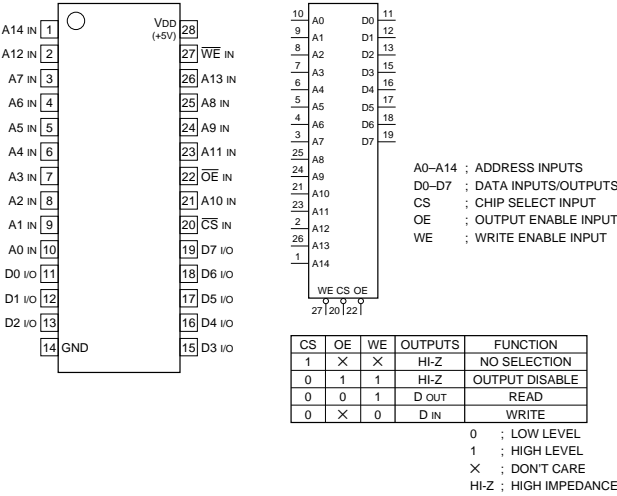 A14 IN 1
A12 IN 2
A7 IN 3
A6 IN 4
A5 IN 5
A4 IN 6
A3 IN 7
A2 IN 8
A1 IN 9
A0 IN 10
D0 I/O 11
D1 I/O 12
D2 I/O 13
14 GND
VDD 28
(+5V)
27 WE IN
26 A13 IN
25 A8 IN
24 A9 IN
23 A11 IN
22 OE IN
21 A10 IN
20 CS IN
19 D7 I/O
18 D6 I/O
17 D5 I/O
16 D4 I/O
15 D3 I/O
10 A0 D0 11
9 A1 D1 12
8 A2 D2 13
7 A3 D3 15
6 A4 D4 16
5 A5 D5 17
4 A6 D6 18
3 A7 D7 19
25 A8
24 A9
21 A10
23 A11
2 A12
26 A13
1 A14
WE CS OE
27 20 22
A0–A14 ; ADDRESS INPUTS
D0–D7 ; DATA INPUTS/OUTPUTS
CS ; CHIP SELECT INPUT
OE ; OUTPUT ENABLE INPUT
WE ; WRITE ENABLE INPUT
CS OE WE OUTPUTS FUNCTION
1 × × HI-Z NO SELECTION
0 1 1 HI-Z OUTPUT DISABLE
0 0 1 D OUT READ
0 × 0 D IN WRITE
0 ; LOW LEVEL
1 ; HIGH LEVEL
× ; DON'T CARE
HI-Z ; HIGH IMPEDANCE